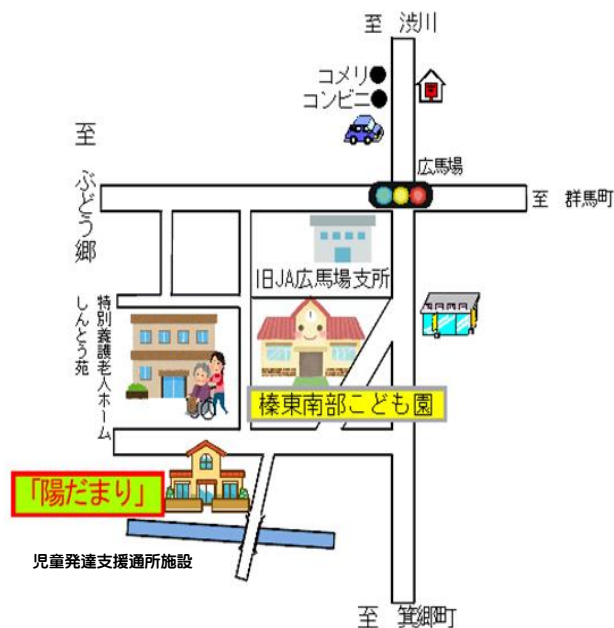 至 渋川
コメリ●
コンビニ●
広馬場
至 ぶどう郷
至 群馬町
旧JA広馬場支所
特別養護老人ホーム
しんとう苑
榛東南部こども園
「陽だまり」
児童発達支援通所施設
至 箕郷町